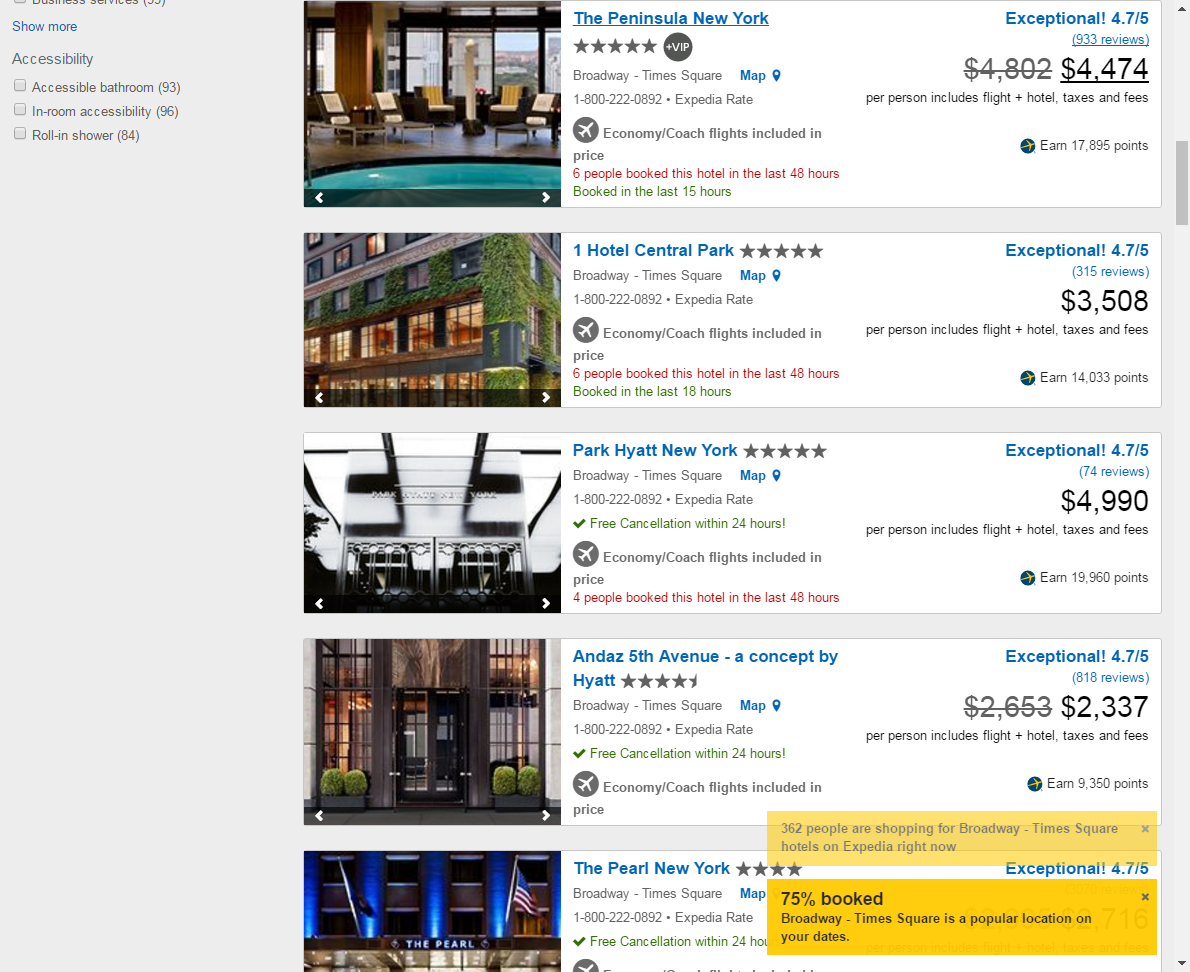 Business services (99)
Show more
Accessibility
Accessible bathroom (93)
In-room accessibility (96)
Roll-in shower (84)
The Peninsula New York
+VIP
Broadway - Times Square Map
1-800-222-0892 • Expedia Rate
Economy/Coach flights included in
price
6 people booked this hotel in the last 48 hours
Booked in the last 15 hours
Exceptional! 4.7/5
(933 reviews)
$4,802 $4,474
per person includes flight + hotel, taxes and fees
Earn 17,895 points
1 Hotel Central Park
Broadway - Times Square Map
1-800-222-0892 • Expedia Rate
Economy/Coach flights included in
price
6 people booked this hotel in the last 48 hours
Booked in the last 18 hours
Exceptional! 4.7/5
(315 reviews)
$3,508
per person includes flight + hotel, taxes and fees
Earn 14,033 points
PARK HYATT NEW YORK
Park Hyatt New York
Broadway - Times Square Map
1-800-222-0892 • Expedia Rate
Free Cancellation within 24 hours!
Economy/Coach flights included in
price
4 people booked this hotel in the last 48 hours
Exceptional! 4.7/5
(74 reviews)
$4,990
per person includes flight + hotel, taxes and fees
Earn 19,960 points
Andaz 5th Avenue - a concept by
Hyatt
Broadway - Times Square Map
1-800-222-0892 • Expedia Rate
Free Cancellation within 24 hours!
Economy/Coach flights included in
price
Exceptional! 4.7/5
(818 reviews)
$2,653 $2,337
per person includes flight + hotel, taxes and fees
Earn 9,350 points
362 people are shopping for Broadway - Times Square
hotels on Expedia right now
THE PEARL
The Pearl New York
Broadway - Times Square Map
1-800-222-0892 • Expedia Rate
Free Cancellation within 24 hou
Exceptional! 4.7/5
$2,716
per person includes flight + hotel, taxes and fees
75% booked
Broadway - Times Square is a popular location on
your dates.